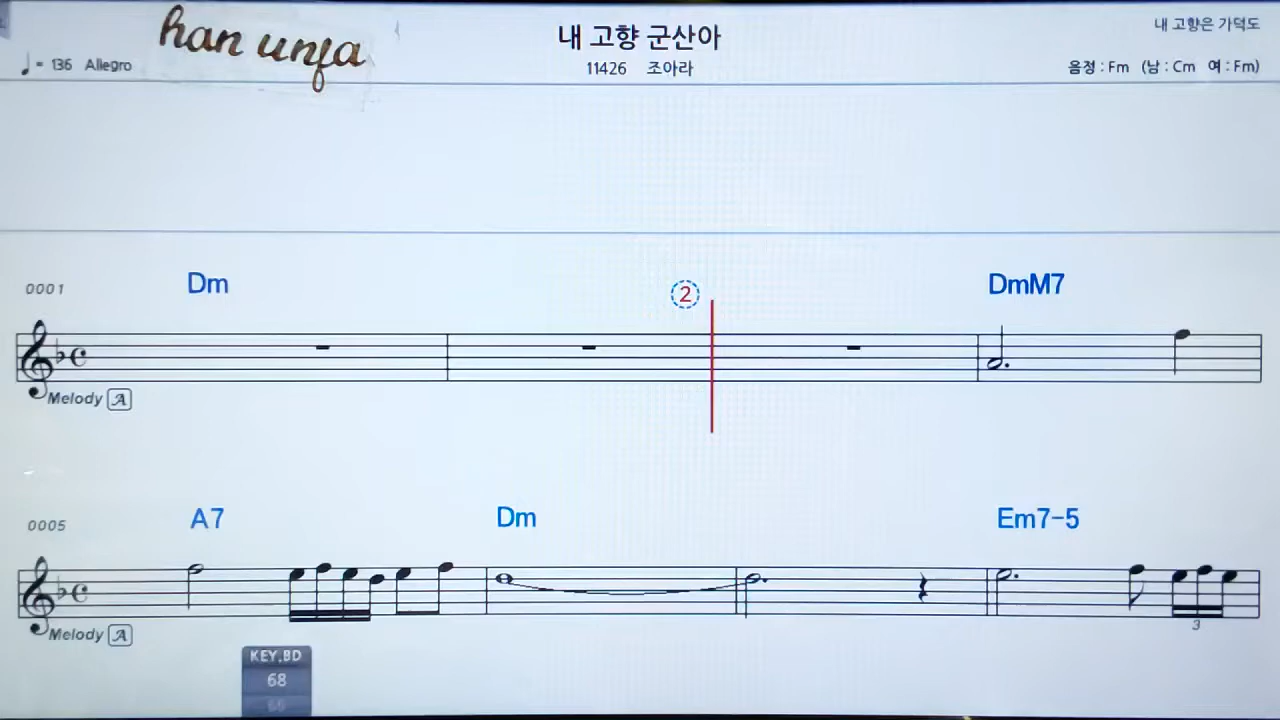 han unfa
내 고향 군산아
내 고향은 가덕도
♩ = 136 Allegro
11426 조아라
음정 : Fm (남 : Cm 여 : Fm)
0001
Dm
②
DmM7
Melody A
0005
A7
Dm
Em7-5
3
Melody A
KEY.BD
68